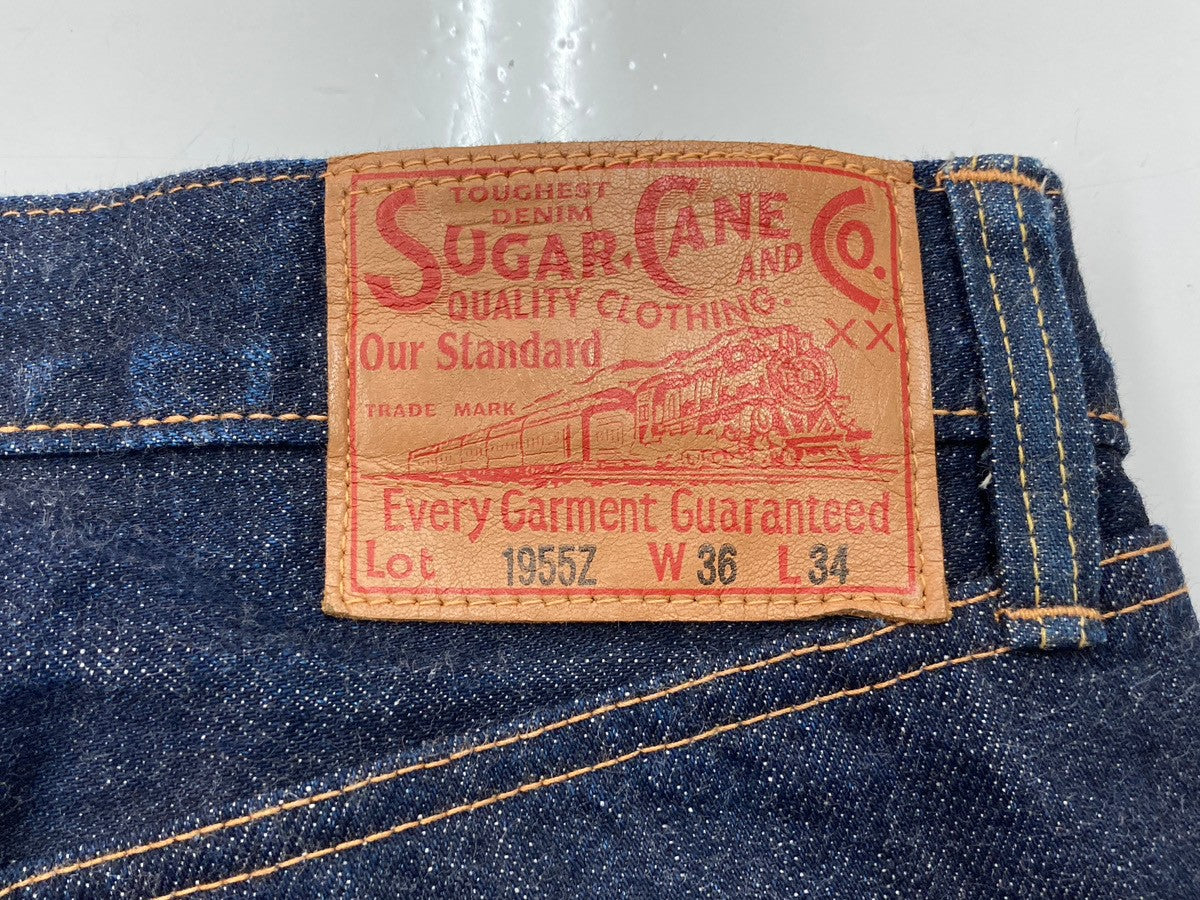 TOUGHEST
DENIM
SUGAR CANE CO.
AND
QUALITY CLOTHING.
XX
Our Standard
TRADE MARK
Every Garment Guaranteed
Lot 1955Z W 36 L 34